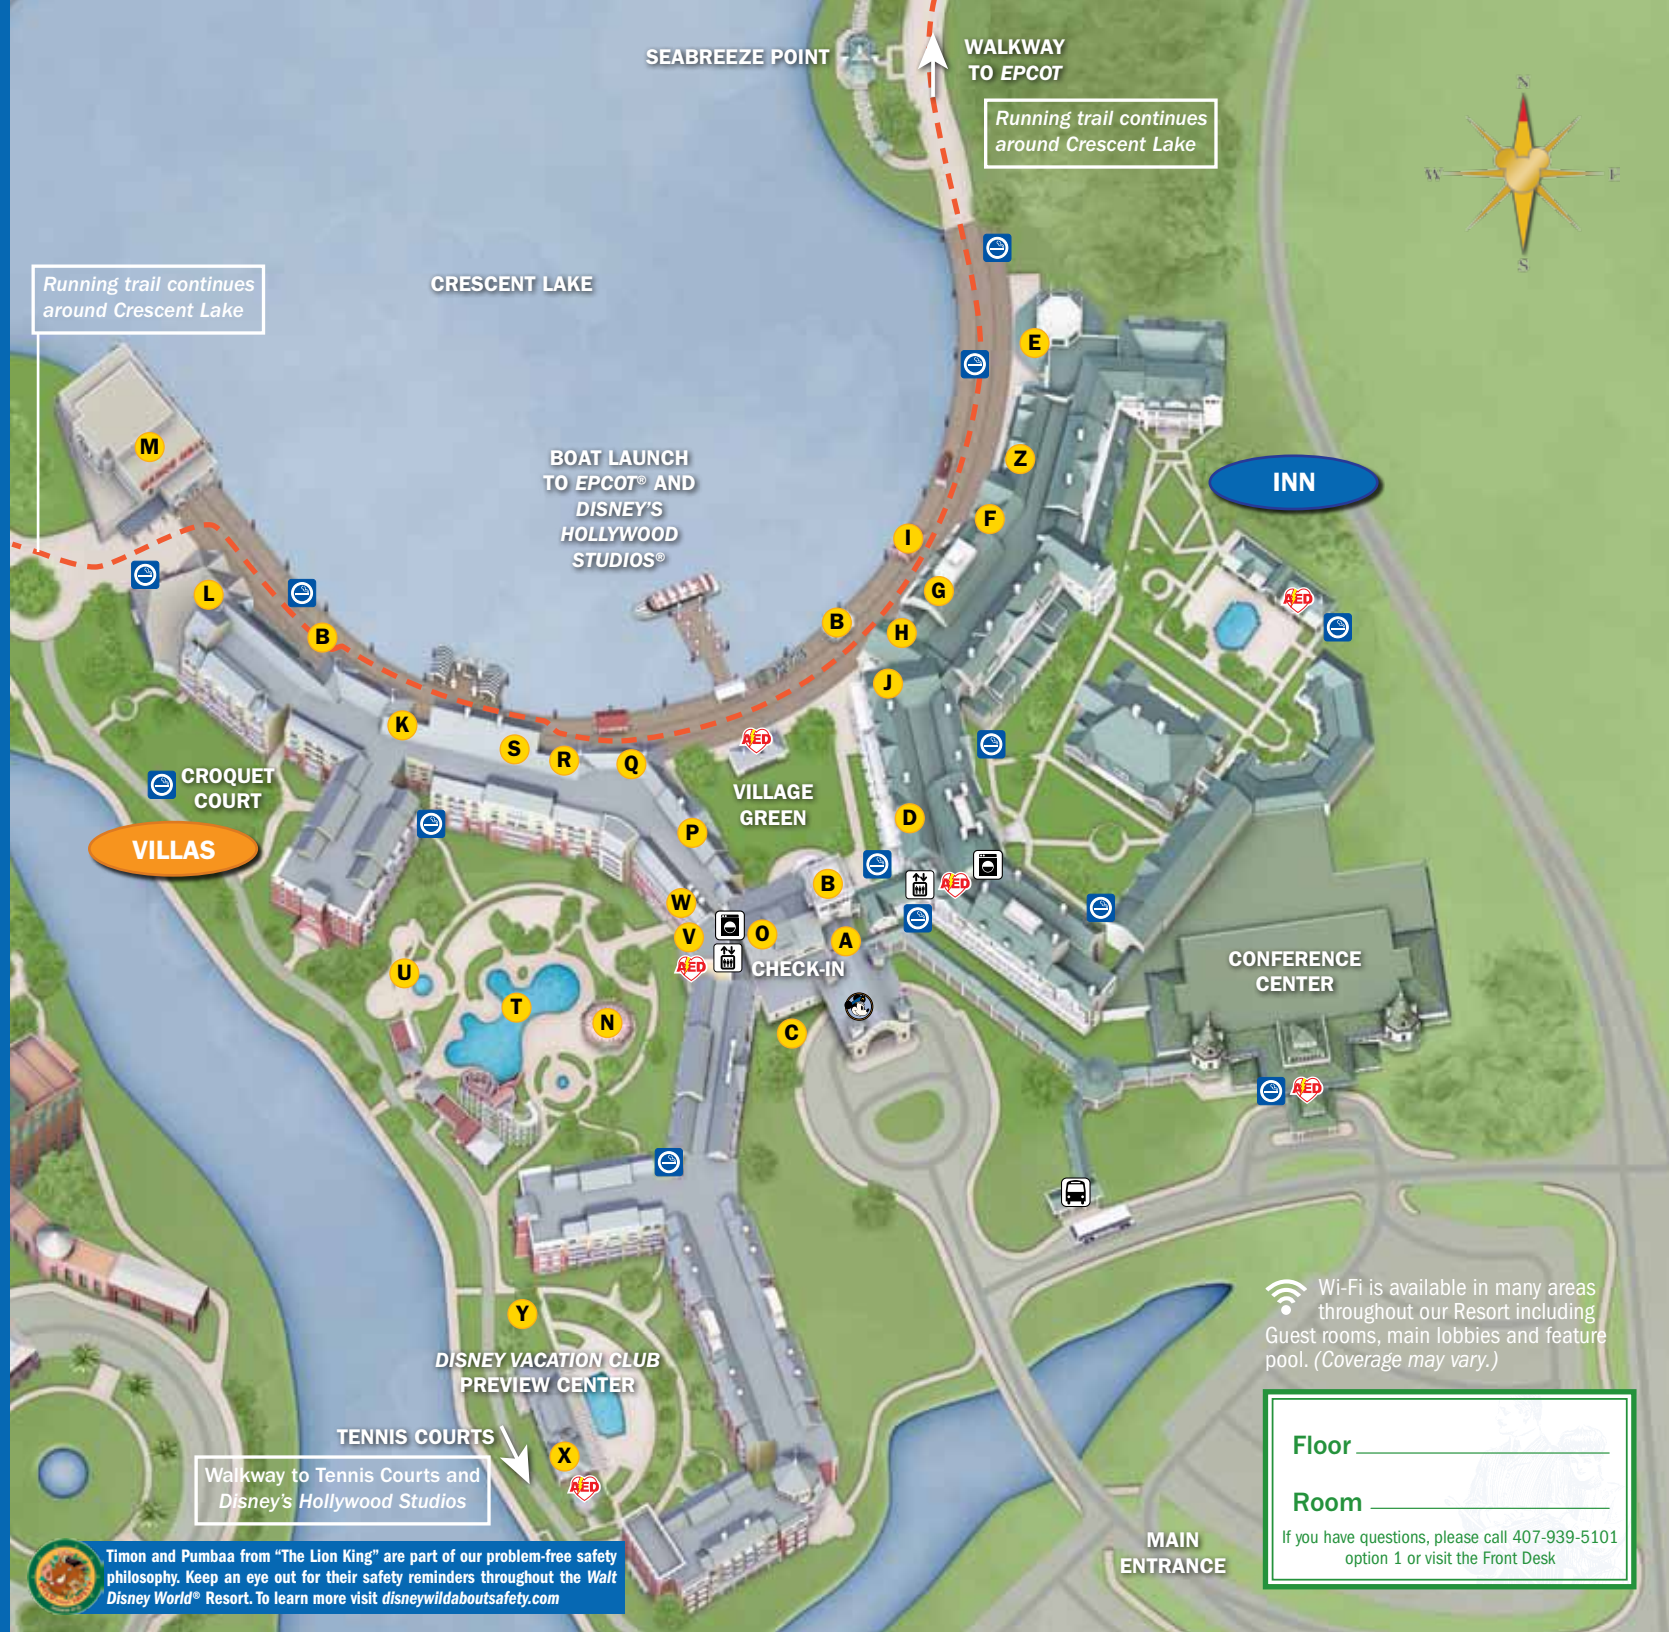 SEABREEZE POINT
WALKWAY
TO EPCOT
Running trail continues
around Crescent Lake
N
W
E
S
CRESCENT LAKE
Running trail continues
around Crescent Lake
E
M
BOAT LAUNCH
TO EPCOT® AND
DISNEY'S
HOLLYWOOD
STUDIOS®
Z
INN
F
I
L
B
B
G
H
AED
J
K
S
R
Q
AED
CROQUET
COURT
VILLAGE
GREEN
VILLAS
P
D
W
B
AED
V
O
A
AED
CHECK-IN
CONFERENCE
CENTER
U
T
N
C
AED
Y
DISNEY VACATION CLUB
PREVIEW CENTER
Wi-Fi is available in many areas
throughout our Resort including
Guest rooms, main lobbies and feature
pool. (Coverage may vary.)
TENNIS COURTS
X
AED
Walkway to Tennis Courts and
Disney's Hollywood Studios
Floor
Room
If you have questions, please call 407-939-5101
option 1 or visit the Front Desk
MAIN
ENTRANCE
Timon and Pumbaa from “The Lion King” are part of our problem-free safety
philosophy. Keep an eye out for their safety reminders throughout the Walt
Disney World® Resort. To learn more visit disneywildaboutsafety.com